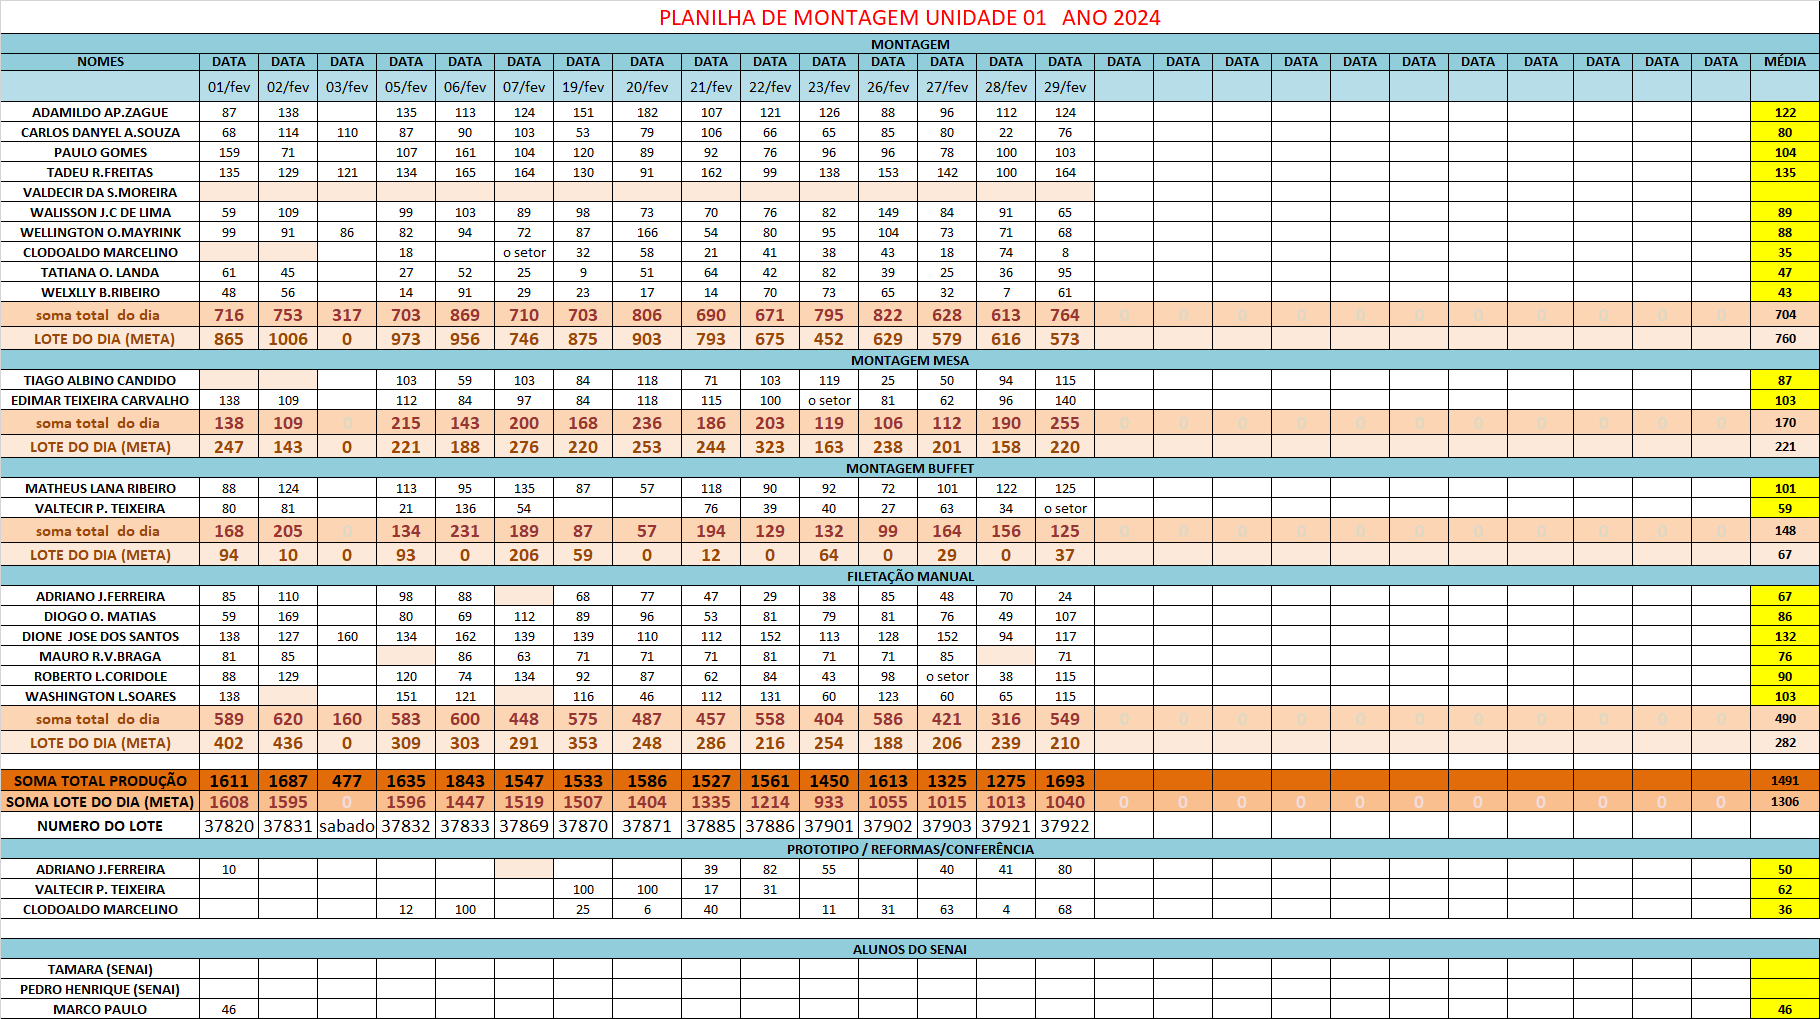 PLANILHA DE MONTAGEM UNIDADE 01 ANO 2024
MONTAGEM
NOMES DATA DATA DATA DATA DATA DATA DATA DATA DATA DATA DATA DATA DATA DATA DATA DATA DATA DATA DATA DATA DATA DATA DATA DATA DATA DATA MÉDIA
01/fev 02/fev 03/fev 05/fev 06/fev 07/fev 19/fev 20/fev 21/fev 22/fev 23/fev 26/fev 27/fev 28/fev 29/fev
ADAMILDO AP.ZAGUE 87 138 135 113 124 151 182 107 121 126 88 96 112 124 122
CARLOS DANYEL A.SOUZA 68 114 110 87 90 103 53 79 106 66 65 85 80 22 76 80
PAULO GOMES 159 71 107 161 104 120 89 92 76 96 96 78 100 103 104
TADEU R.FREITAS 135 129 121 134 165 164 130 91 162 99 138 153 142 100 164 135
VALDECIR DA S.MOREIRA
WALISSON J.C DE LIMA 59 109 99 103 89 98 73 70 76 82 149 84 91 65 89
WELLINGTON O.MAYRINK 99 91 86 82 94 72 87 166 54 80 95 104 73 71 68 88
CLODOALDO MARCELINO 18 o setor 32 58 21 41 38 43 18 74 8 35
TATIANA O. LANDA 61 45 27 52 25 9 51 64 42 82 39 25 36 95 47
WELXLLY B.RIBEIRO 48 56 14 91 29 23 17 14 70 73 65 32 7 61 43
soma total do dia 716 753 317 703 869 710 703 806 690 671 795 822 628 613 764 0 0 0 0 0 0 0 0 0 0 0 704
LOTE DO DIA (META) 865 1006 0 973 956 746 875 903 793 675 452 629 579 616 573 760
MONTAGEM MESA
TIAGO ALBINO CANDIDO 103 59 103 84 118 71 103 119 25 50 94 115 87
EDIMAR TEIXEIRA CARVALHO 138 109 112 84 97 84 118 115 100 o setor 81 62 96 140 103
soma total do dia 138 109 0 215 143 200 168 236 186 203 119 106 112 190 255 0 0 0 0 0 0 0 0 0 0 0 170
LOTE DO DIA (META) 247 143 0 221 188 276 220 253 244 323 163 238 201 158 220 221
MONTAGEM BUFFET
MATHEUS LANA RIBEIRO 88 124 113 95 135 87 57 118 90 92 72 101 122 125 101
VALTECIR P. TEIXEIRA 80 81 21 136 54 76 39 40 27 63 34 o setor 59
soma total do dia 168 205 0 134 231 189 87 57 194 129 132 99 164 156 125 0 0 0 0 0 0 0 0 0 0 0 148
LOTE DO DIA (META) 94 10 0 93 0 206 59 0 12 0 64 0 29 0 37 67
FILETAÇÃO MANUAL
ADRIANO J.FERREIRA 85 110 98 88 68 77 47 29 38 85 48 70 24 67
DIOGO O. MATIAS 59 169 80 69 112 89 96 53 81 79 81 76 49 107 86
DIONE JOSE DOS SANTOS 138 127 160 134 162 139 139 110 112 152 113 128 152 94 117 132
MAURO R.V.BRAGA 81 85 86 63 71 71 71 81 71 71 85 71 76
ROBERTO L.CORIDOLE 88 129 120 74 134 92 87 62 84 43 98 o setor 38 115 90
WASHINGTON L.SOARES 138 151 121 116 46 112 131 60 123 60 65 115 103
soma total do dia 589 620 160 583 600 448 575 487 457 558 404 586 421 316 549 0 0 0 0 0 0 0 0 0 0 0 490
LOTE DO DIA (META) 402 436 0 309 303 291 353 248 286 216 254 188 206 239 210 282
SOMA TOTAL PRODUÇÃO 1611 1687 477 1635 1843 1547 1533 1586 1527 1561 1450 1613 1325 1275 1693 1491
SOMA LOTE DO DIA (META) 1608 1595 0 1596 1447 1519 1507 1404 1335 1214 933 1055 1015 1013 1040 0 0 0 0 0 0 0 0 0 0 0 1306
NUMERO DO LOTE 37820 37831 sabado 37832 37833 37869 37870 37871 37885 37886 37901 37902 37903 37921 37922
PROTOTIPO / REFORMAS/CONFERÊNCIA
ADRIANO J.FERREIRA 10 39 82 55 40 41 80 50
VALTECIR P. TEIXEIRA 100 100 17 31 62
CLODOALDO MARCELINO 12 100 25 6 40 11 31 63 4 68 36
ALUNOS DO SENAI
TAMARA (SENAI)
PEDRO HENRIQUE (SENAI)
MARCO PAULO 46 46